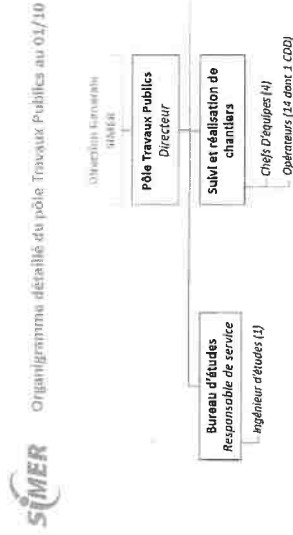 SIMER
Organigramme détaillé du pôle Travaux Publics au 01/10
Direction Générale
SIMER
Pôle Travaux Publics
Directeur
Bureau d'études
Responsable de service
Ingénieur d'études (1)
Suivi et réalisation de
chantiers
Chefs D'équipes (4)
Opérateurs (14 dont 1 CDD)